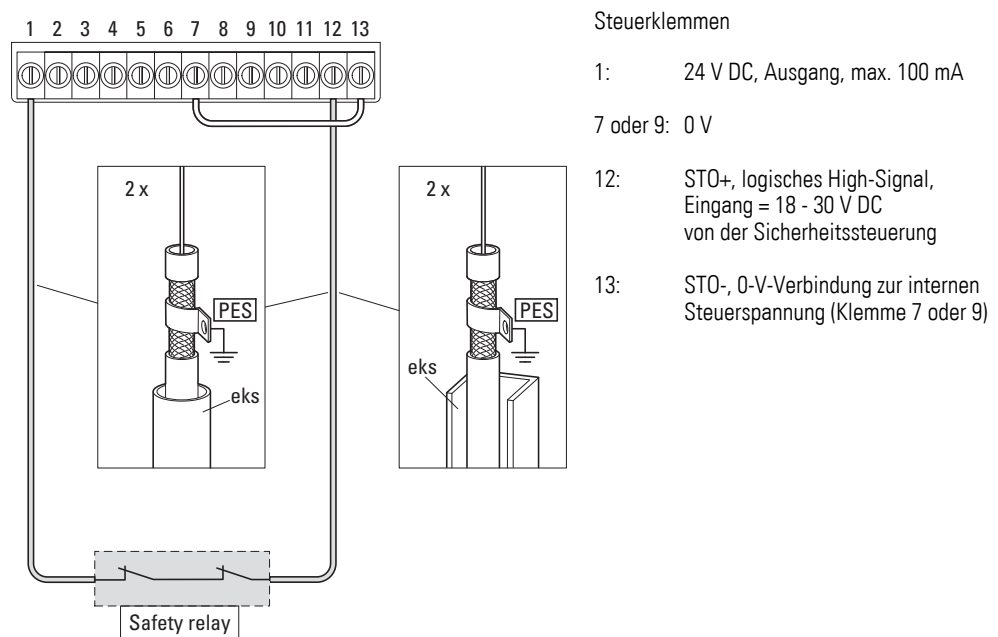 1 2 3 4 5 6 7 8 9 10 11 12 13
2 x
PES
eks
2 x
PES
eks
Safety relay
Steuerklemmen
1: 24 V DC, Ausgang, max. 100 mA
7 oder 9: 0 V
12: STO+, logisches High-Signal,
Eingang = 18 - 30 V DC
von der Sicherheitssteuerung
13: STO-, 0-V-Verbindung zur internen
Steuerspannung (Klemme 7 oder 9)